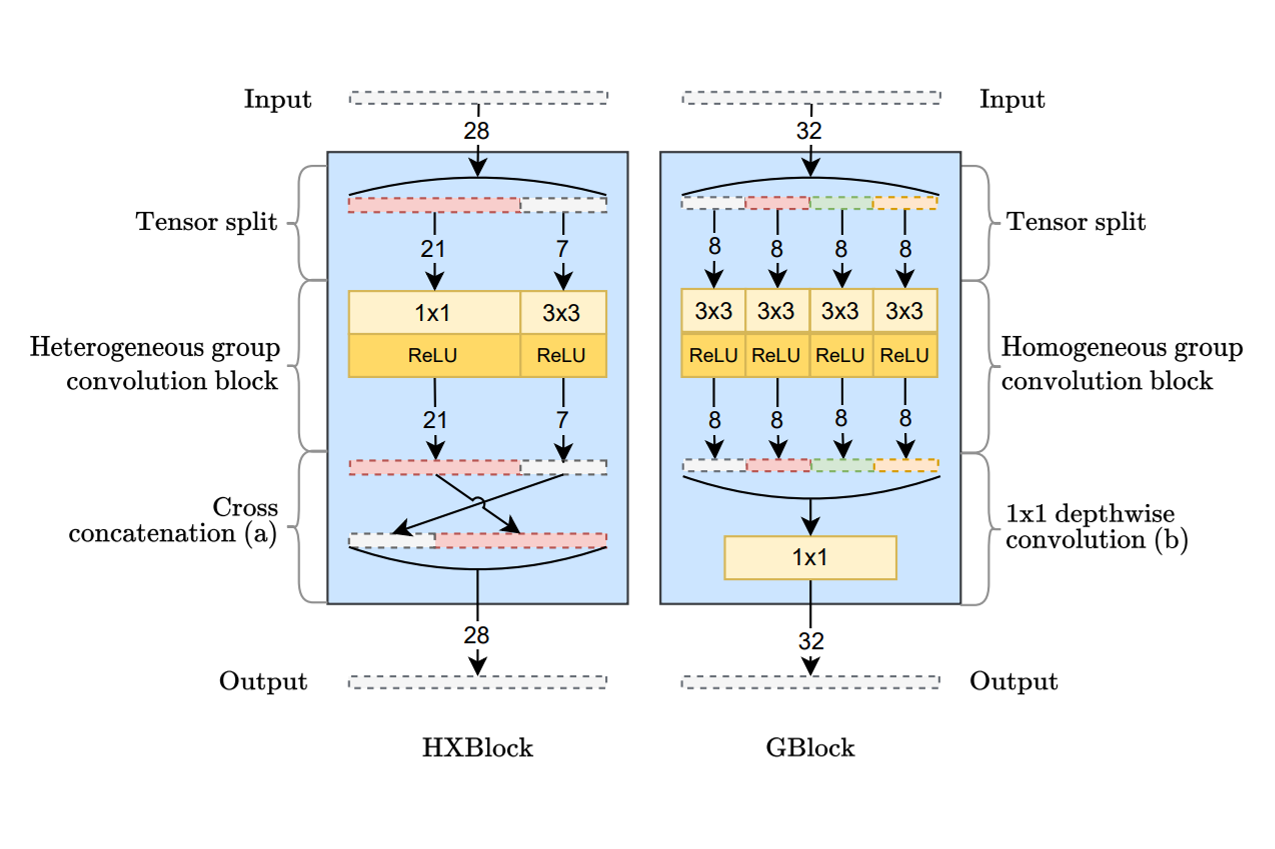 Input
Input
28
32
Tensor split
Tensor split
21
7
8
8
8
8
1x1
3x3
3x3
3x3
3x3
3x3
ReLU
ReLU
ReLU
ReLU
ReLU
ReLU
Heterogeneous group
convolution block
Homogeneous group
convolution block
21
7
8
8
8
8
Cross
concatenation (a)
1x1 depthwise
convolution (b)
1x1
28
32
Output
Output
HXBlock
GBlock